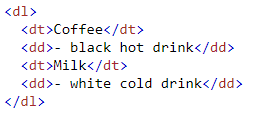 <dl>
  <dt>Coffee</dt>
  <dd>- black hot drink</dd>
  <dt>Milk</dt>
  <dd>- white cold drink</dd>
</dl>